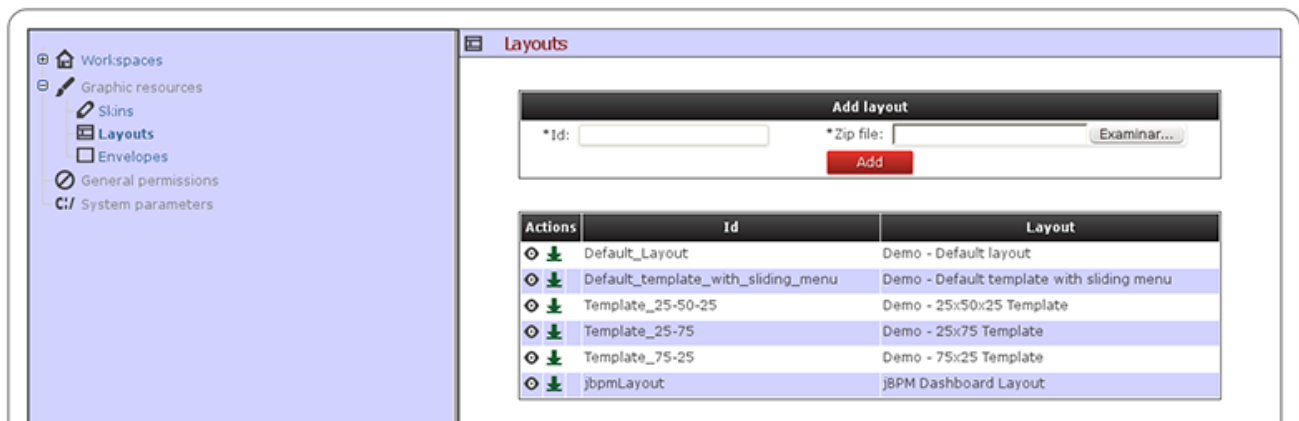 Workspaces
Graphic resources
Skins
Layouts
Envelopes
General permissions
C:/ System parameters
Layouts
Add layout
*Id: *Zip file: Examinar...
Add
Actions Id Layout
Default_Layout Demo - Default layout
Default_template_with_sliding_menu Demo - Default template with sliding menu
Template_25-50-25 Demo - 25x50x25 Template
Template_25-75 Demo - 25x75 Template
Template_75-25 Demo - 75x25 Template
jbpmLayout jBPM Dashboard Layout